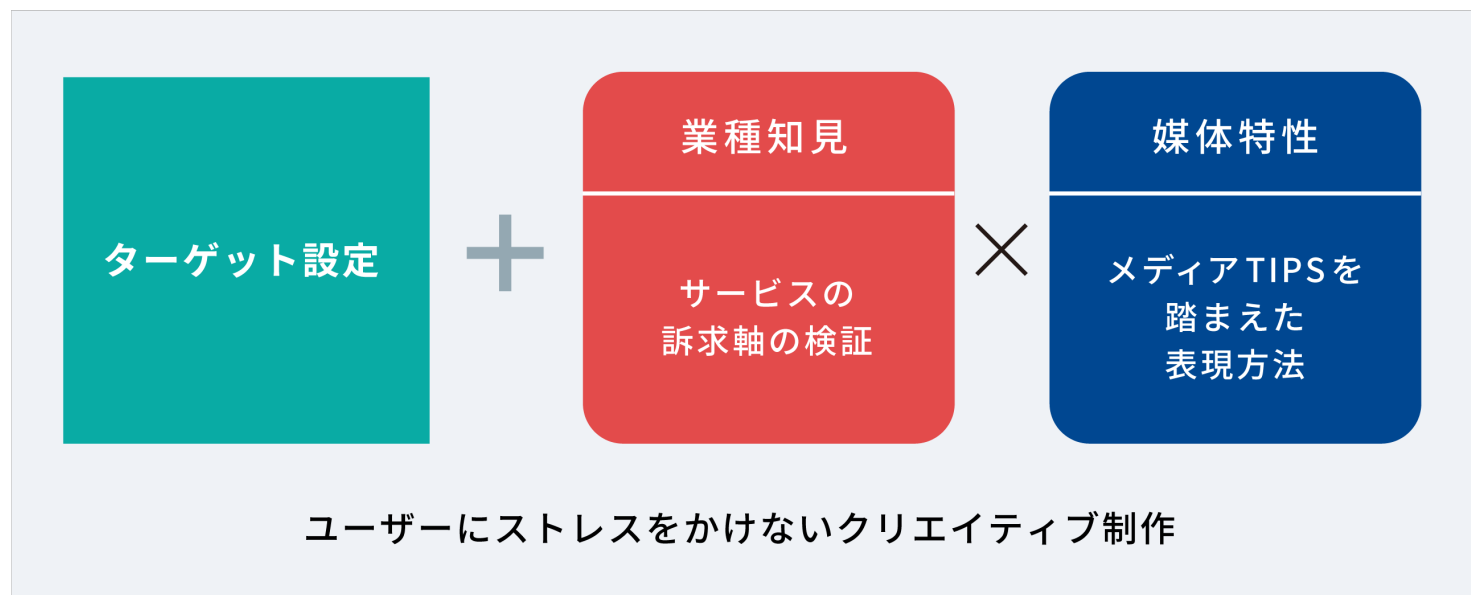 ターゲット設定
+
業種知見
サービスの
訴求軸の検証
×
媒体特性
メディアTIPSを
踏まえた
表現方法
ユーザーにストレスをかけないクリエイティブ制作